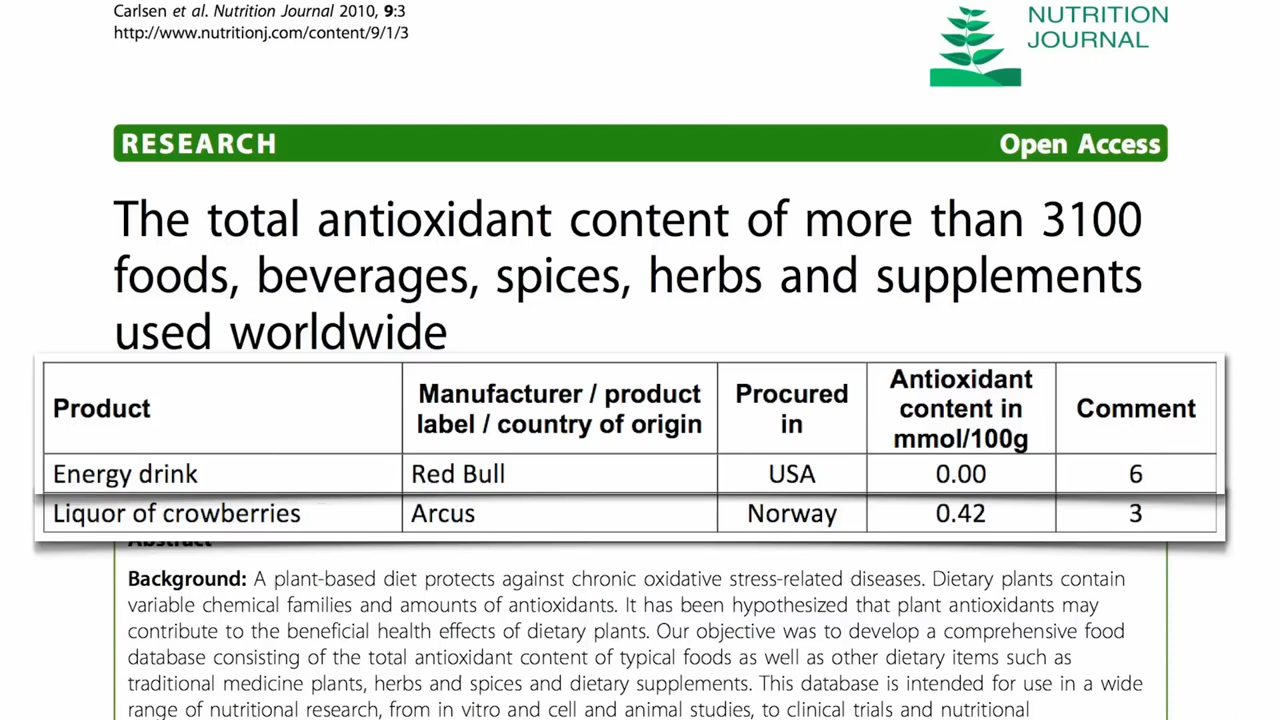 Carlsen et al. Nutrition Journal 2010, 9:3
http://www.nutritionj.com/content/9/1/3
NUTRITION
JOURNAL
RESEARCH
Open Access
The total antioxidant content of more than 3100
foods, beverages, spices, herbs and supplements
used worldwide
Product
Manufacturer / product
label / country of origin
Procured
in
Antioxidant
content in
mmol/100g
Comment
Energy drink
Red Bull
USA
0.00
6
Liquor of crowberries
Arcus
Norway
0.42
3
Abstract
Background: A plant-based diet protects against chronic oxidative stress-related diseases. Dietary plants contain
variable chemical families and amounts of antioxidants. It has been hypothesized that plant antioxidants may
contribute to the beneficial health effects of dietary plants. Our objective was to develop a comprehensive food
database consisting of the total antioxidant content of typical foods as well as other dietary items such as
traditional medicine plants, herbs and spices and dietary supplements. This database is intended for use in a wide
range of nutritional research, from in vitro and cell and animal studies, to clinical trials and nutritional